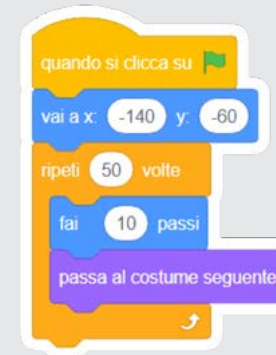 quando si clicca su
vai a x: -140 y: -60
ripeti 50 volte
fai 10 passi
passa al costume seguente